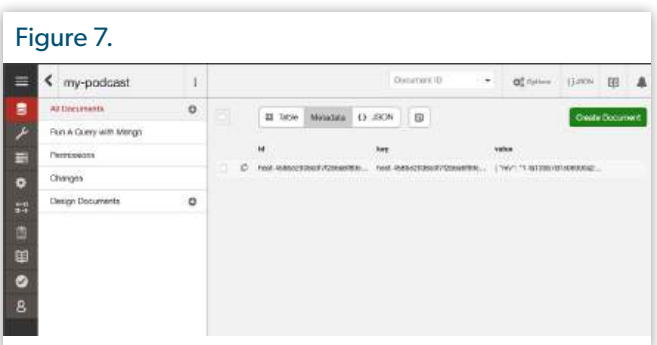 Figure 7.
my-podcast
Document ID
Options
{} JSON
All Documents
Run A Query with Mango
Permissions
Changes
Design Documents
Table
Metadata
{} JSON
Create Document
id
key
value